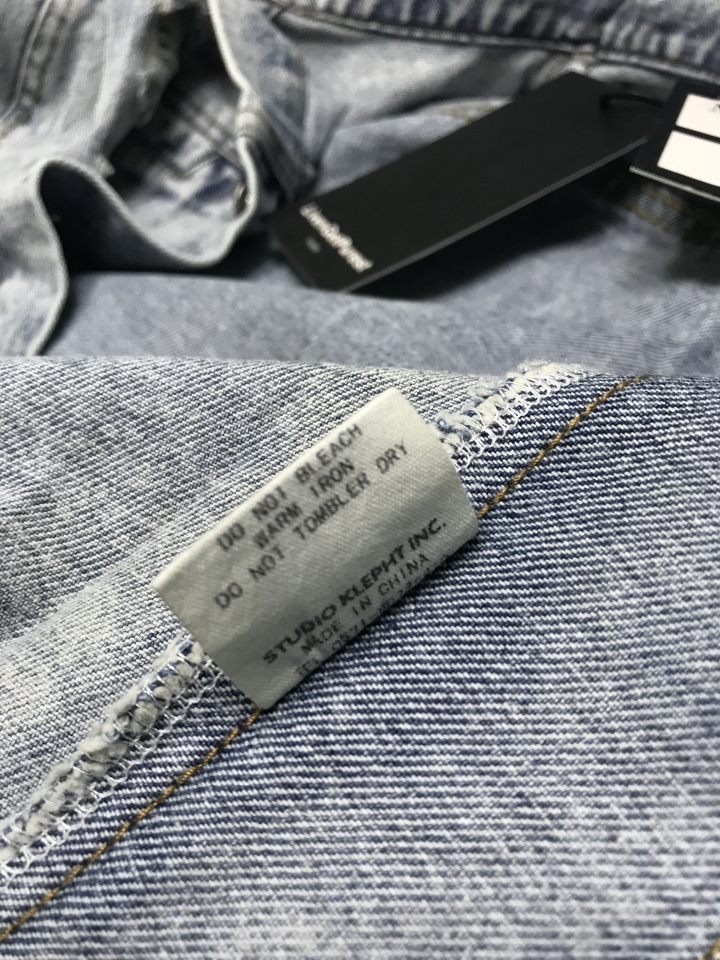 DO NOT BLEACH
WARM IRON
DO NOT TOMBLER DRY
STUDIO KLEPHT INC.
MADE IN CHINA